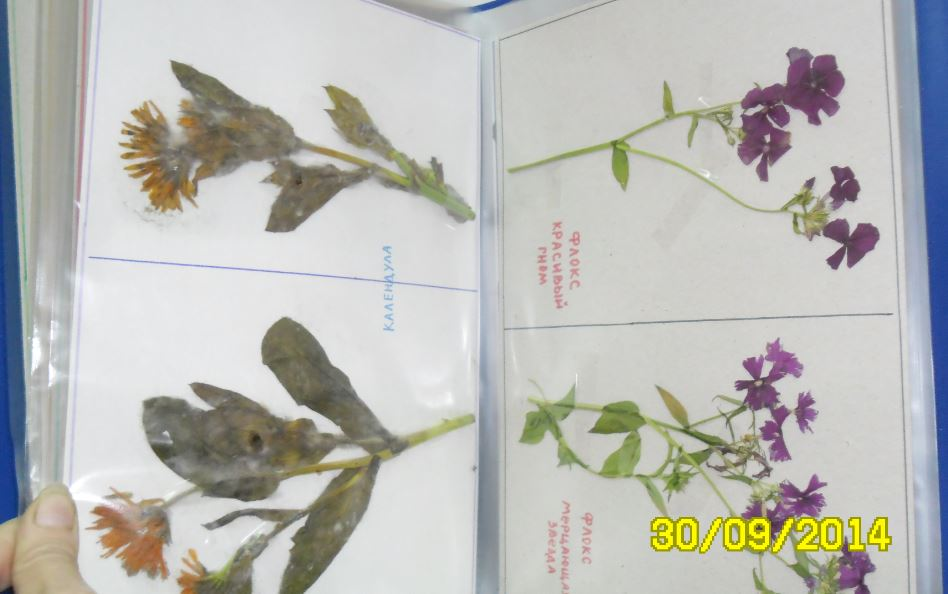 КАЛЕНДУЛА
ФЛОКС
КРАСИВЫЙ
ГНОМ
ФЛОКС
МЕРЦАЮЩАЯ
ЗВЕЗДА
30/09/2014